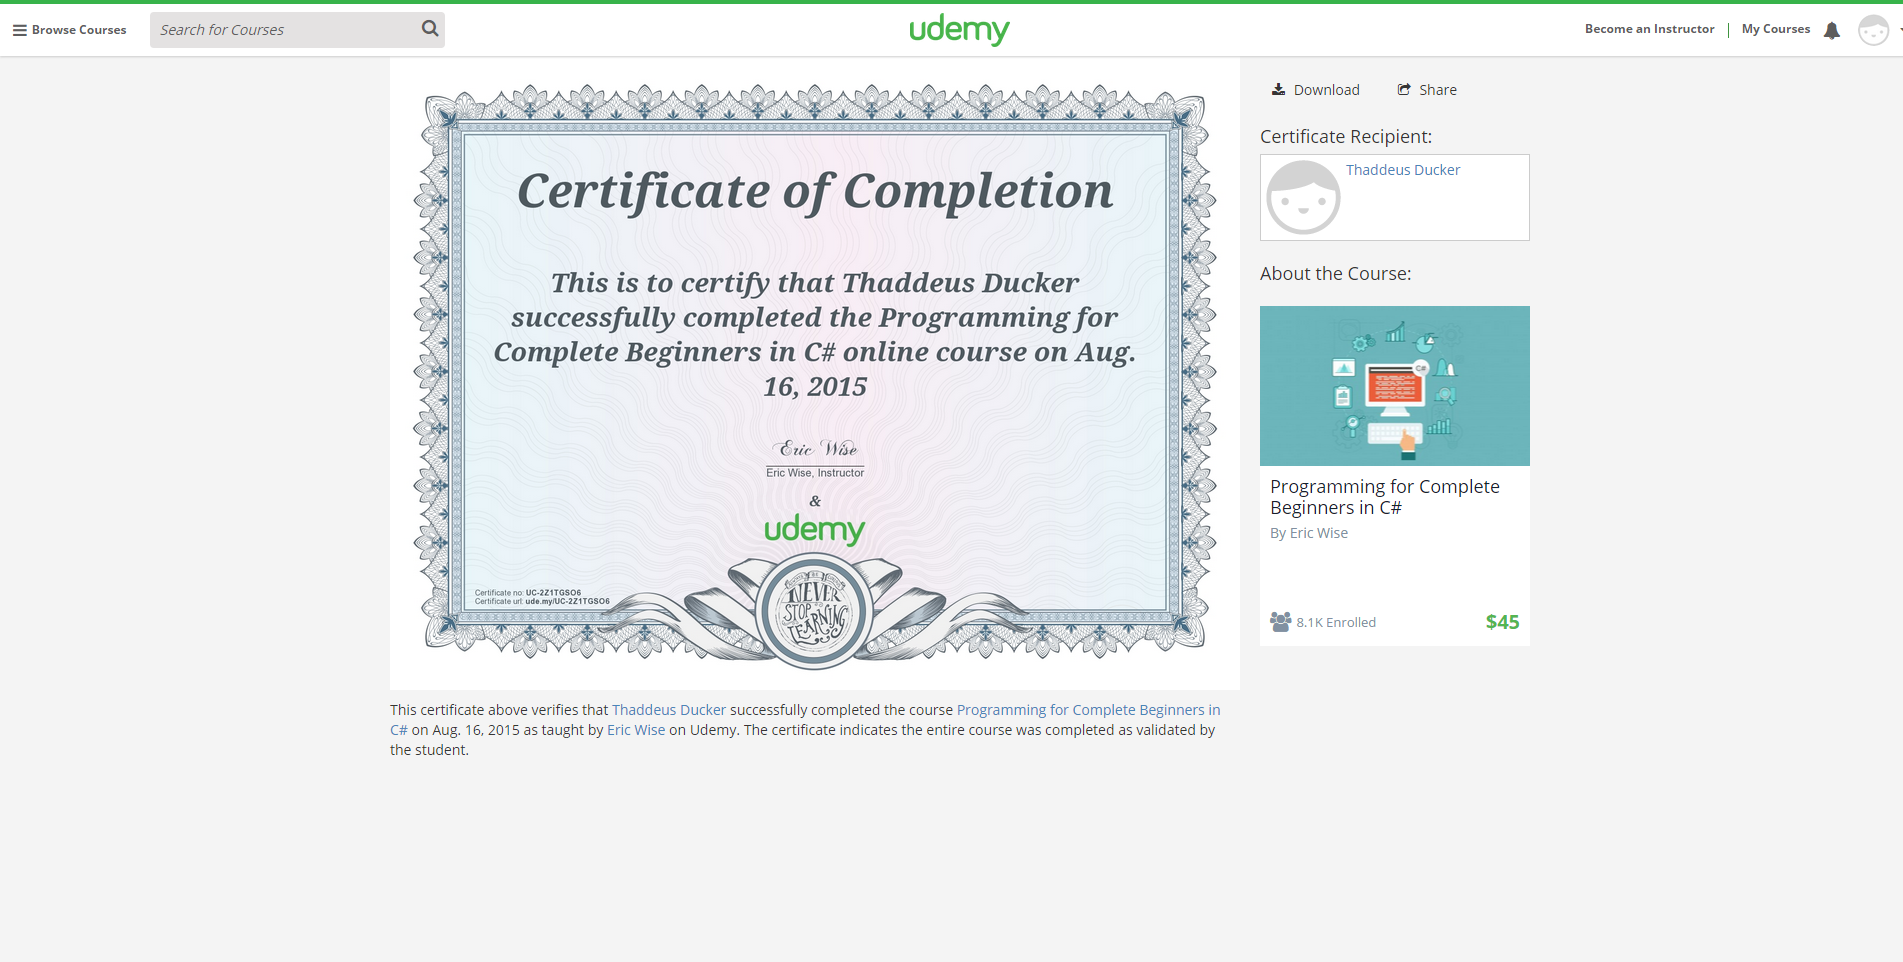 Browse Courses
Search for Courses
udemy
Become an Instructor
My Courses
Download
Share
Certificate of Completion
This is to certify that Thaddeus Ducker
successfully completed the Programming for
Complete Beginners in C# online course on Aug.
16, 2015
Eric Wise
Eric Wise, Instructor
&
udemy
Certificate no: UC-2Z1TGSO6
Certificate url: ude.my/UC-2Z1TGSO6
NEVER
STOP
LEARNING
This certificate above verifies that Thaddeus Ducker successfully completed the course Programming for Complete Beginners in
C# on Aug. 16, 2015 as taught by Eric Wise on Udemy. The certificate indicates the entire course was completed as validated by
the student.
Certificate Recipient:
Thaddeus Ducker
About the Course:
C#
Programming for Complete
Beginners in C#
By Eric Wise
8.1K Enrolled
$45